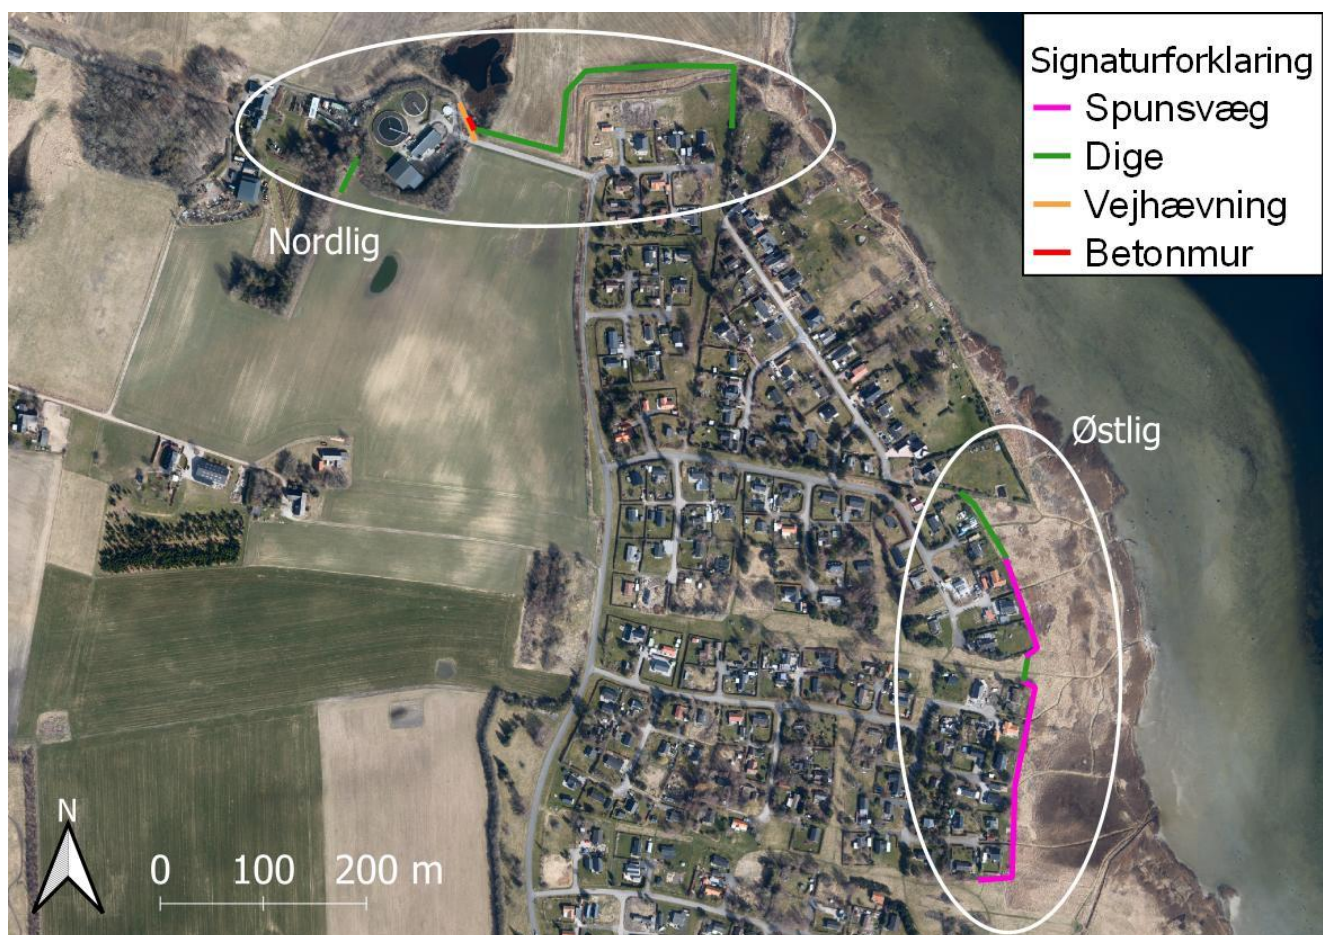 Signaturforklaring
Spunsvæg
Dige
Vejhævning
Betonmur
Nordlig
Østlig
N
0 100 200 m